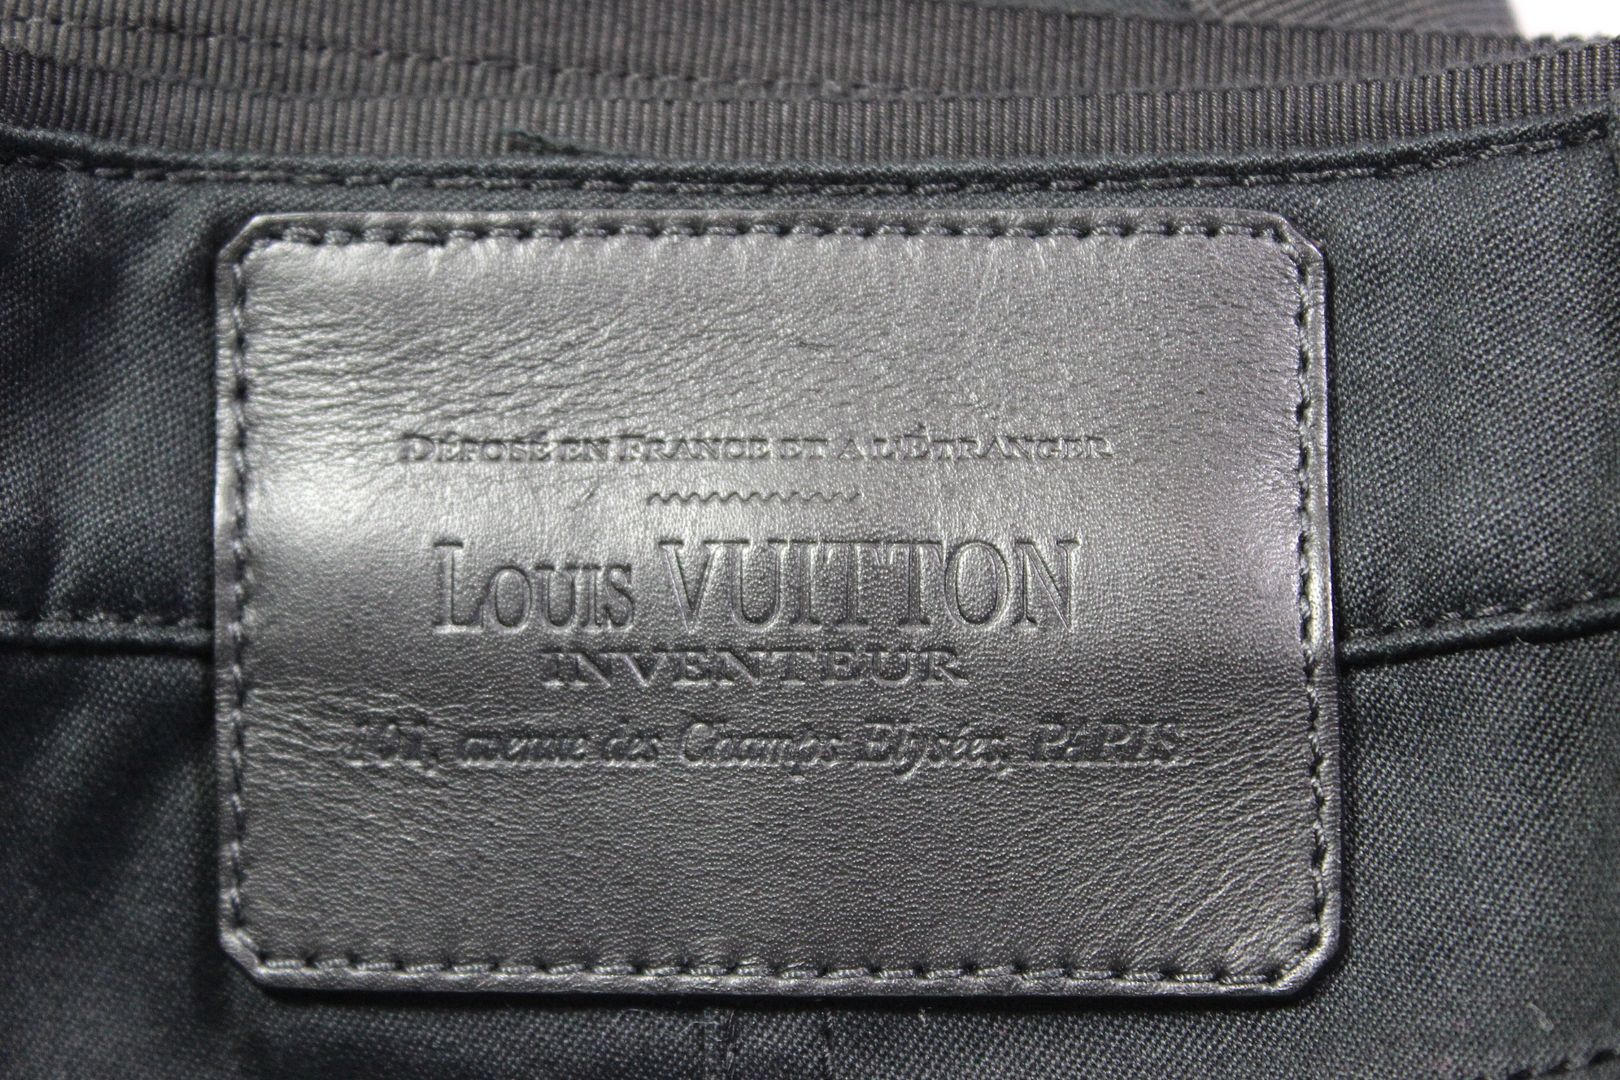 DÉPOSÉ EN FRANCE ET A L'ÉTRANGER
LOUIS VUITTON
INVENTEUR
101, avenue des Champs Elysées, PARIS